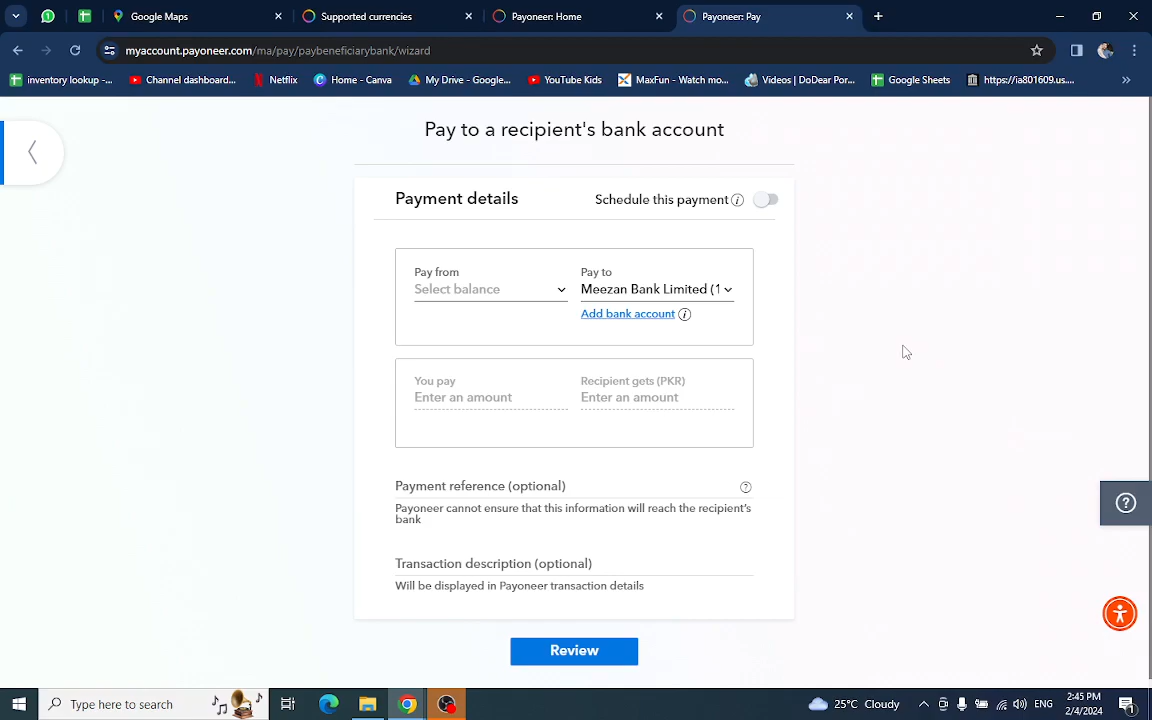 Google Maps
Supported currencies
Payoneer: Home
Payoneer: Pay
myaccount.payoneer.com/ma/pay/paybeneficiarybank/wizard
inventory lookup -...
Channel dashboard...
Netflix
Home - Canva
My Drive - Google...
YouTube Kids
MaxFun - Watch mo...
Videos | DoDear Por...
Google Sheets
https://ia801609.us....
Pay to a recipient's bank account
Payment details
Schedule this payment
Pay from
Select balance
Pay to
Meezan Bank Limited (1
Add bank account
You pay
Enter an amount
Recipient gets (PKR)
Enter an amount
Payment reference (optional)
Payoneer cannot ensure that this information will reach the recipient's
bank
Transaction description (optional)
Will be displayed in Payoneer transaction details
Review
Type here to search
25°C Cloudy
ENG
2:45 PM
2/4/2024